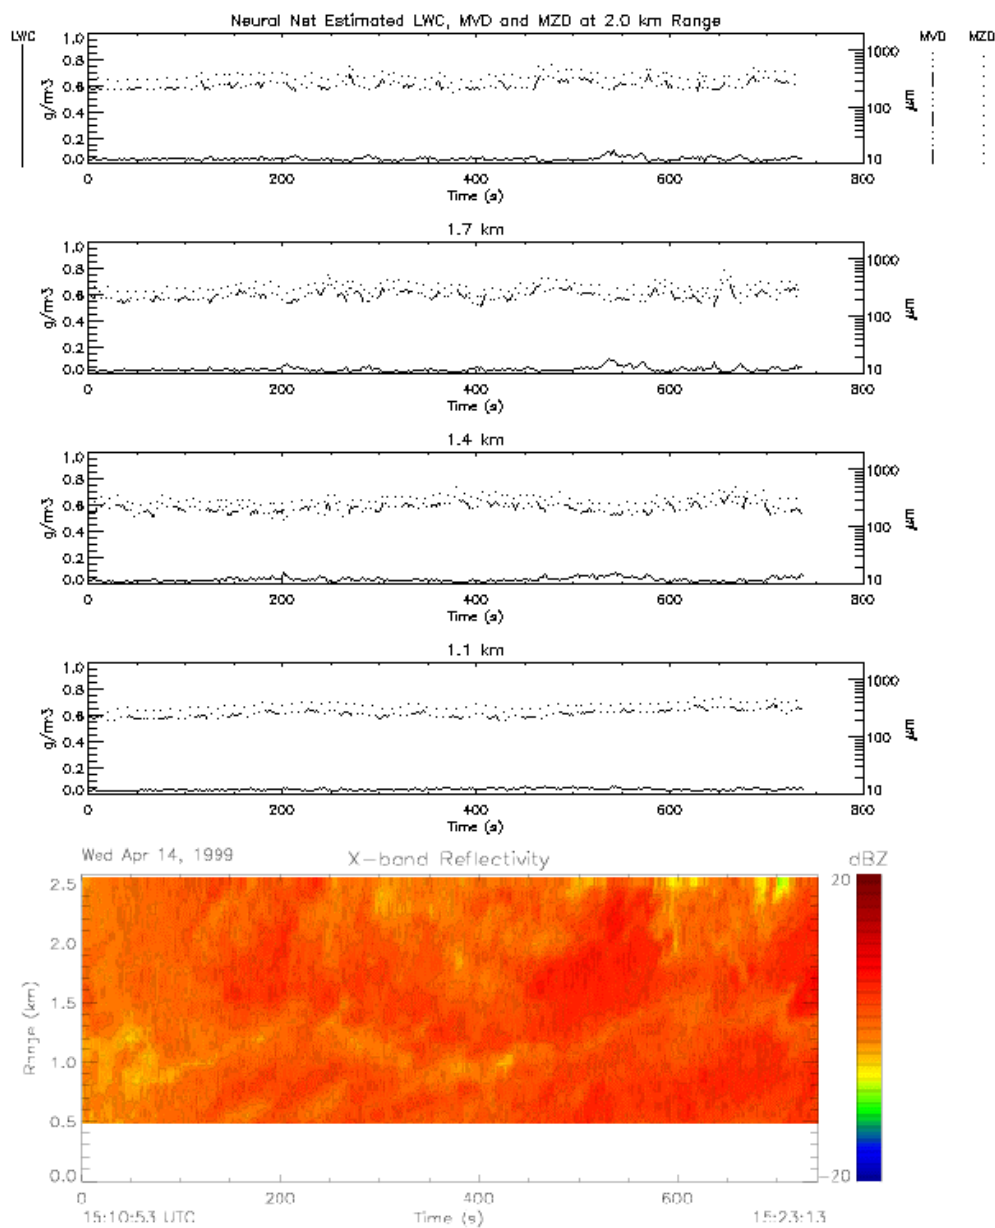 Neural Net Estimated LWC, MVD and MZD at 2.0 km Range
LWC
MVD MZD
g/m3
1.0
0.8
0.6
0.4
0.2
0.0
1000
100
10
μm
0 200 400 600 800
Time (s)
1.7 km
g/m3
1.0
0.8
0.6
0.4
0.2
0.0
1000
100
10
μm
0 200 400 600 800
Time (s)
1.4 km
g/m3
1.0
0.8
0.6
0.4
0.2
0.0
1000
100
10
μm
0 200 400 600 800
Time (s)
1.1 km
g/m3
1.0
0.8
0.6
0.4
0.2
0.0
1000
100
10
μm
0 200 400 600 800
Time (s)
Wed Apr 14, 1999 X-band Reflectivity dBZ
Range (km)
2.5
2.0
1.5
1.0
0.5
0.0
20
-20
0 200 400 600
15:10:53 UTC Time (s) 15:23:13